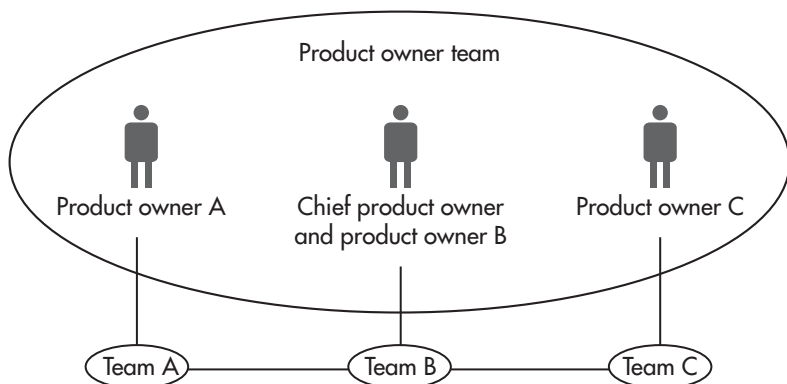 Product owner team
Product owner A
Chief product owner
and product owner B
Product owner C
Team A
Team B
Team C